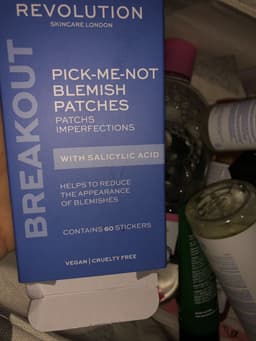 REVOLUTION
SKINCARE LONDON
BREAKOUT
PICK-ME-NOT
BLEMISH
PATCHES
PATCHS
IMPERFECTIONS
WITH SALICYLIC ACID
HELPS TO REDUCE
THE APPEARANCE
OF BLEMISHES
CONTAINS 60 STICKERS
VEGAN | CRUELTY FREE